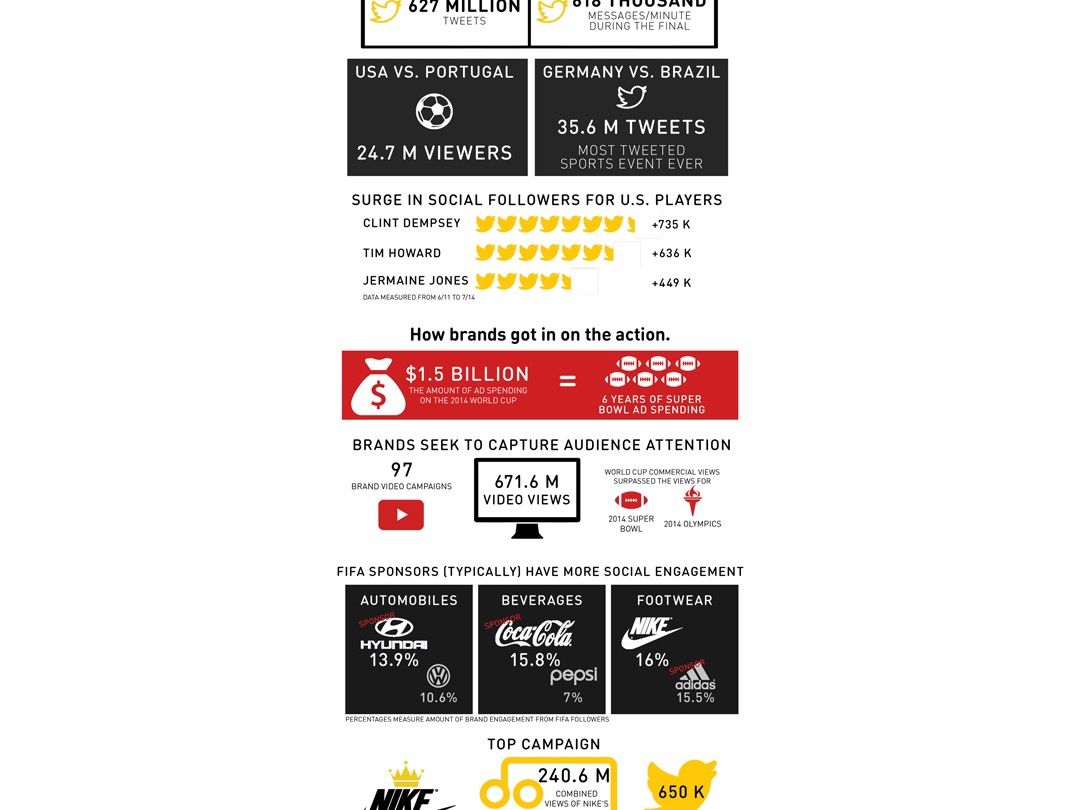 627 MILLION
TWEETS
618 THOUSAND
MESSAGES/MINUTE
DURING THE FINAL
USA VS. PORTUGAL
24.7 M VIEWERS
GERMANY VS. BRAZIL
35.6 M TWEETS
MOST TWEETED
SPORTS EVENT EVER
SURGE IN SOCIAL FOLLOWERS FOR U.S. PLAYERS
CLINT DEMPSEY +735 K
TIM HOWARD +636 K
JERMAINE JONES +449 K
DATA MEASURED FROM 6/11 TO 7/14
How brands got in on the action.
$
$1.5 BILLION
THE AMOUNT OF AD SPENDING
ON THE 2014 WORLD CUP
=
6 YEARS OF SUPER
BOWL AD SPENDING
BRANDS SEEK TO CAPTURE AUDIENCE ATTENTION
97
BRAND VIDEO CAMPAIGNS
671.6 M
VIDEO VIEWS
WORLD CUP COMMERCIAL VIEWS
SURPASSED THE VIEWS FOR
2014 SUPER
BOWL
2014 OLYMPICS
FIFA SPONSORS (TYPICALLY) HAVE MORE SOCIAL ENGAGEMENT
AUTOMOBILES
SPONSOR
HYUNDAI
13.9%
10.6%
BEVERAGES
SPONSOR
Coca-Cola
15.8%
pepsi
7%
FOOTWEAR
NIKE
16%
SPONSOR
adidas
15.5%
PERCENTAGES MEASURE AMOUNT OF BRAND ENGAGEMENT FROM FIFA FOLLOWERS
TOP CAMPAIGN
NIKE
240.6 M
COMBINED
VIEWS OF NIKE'S
650 K